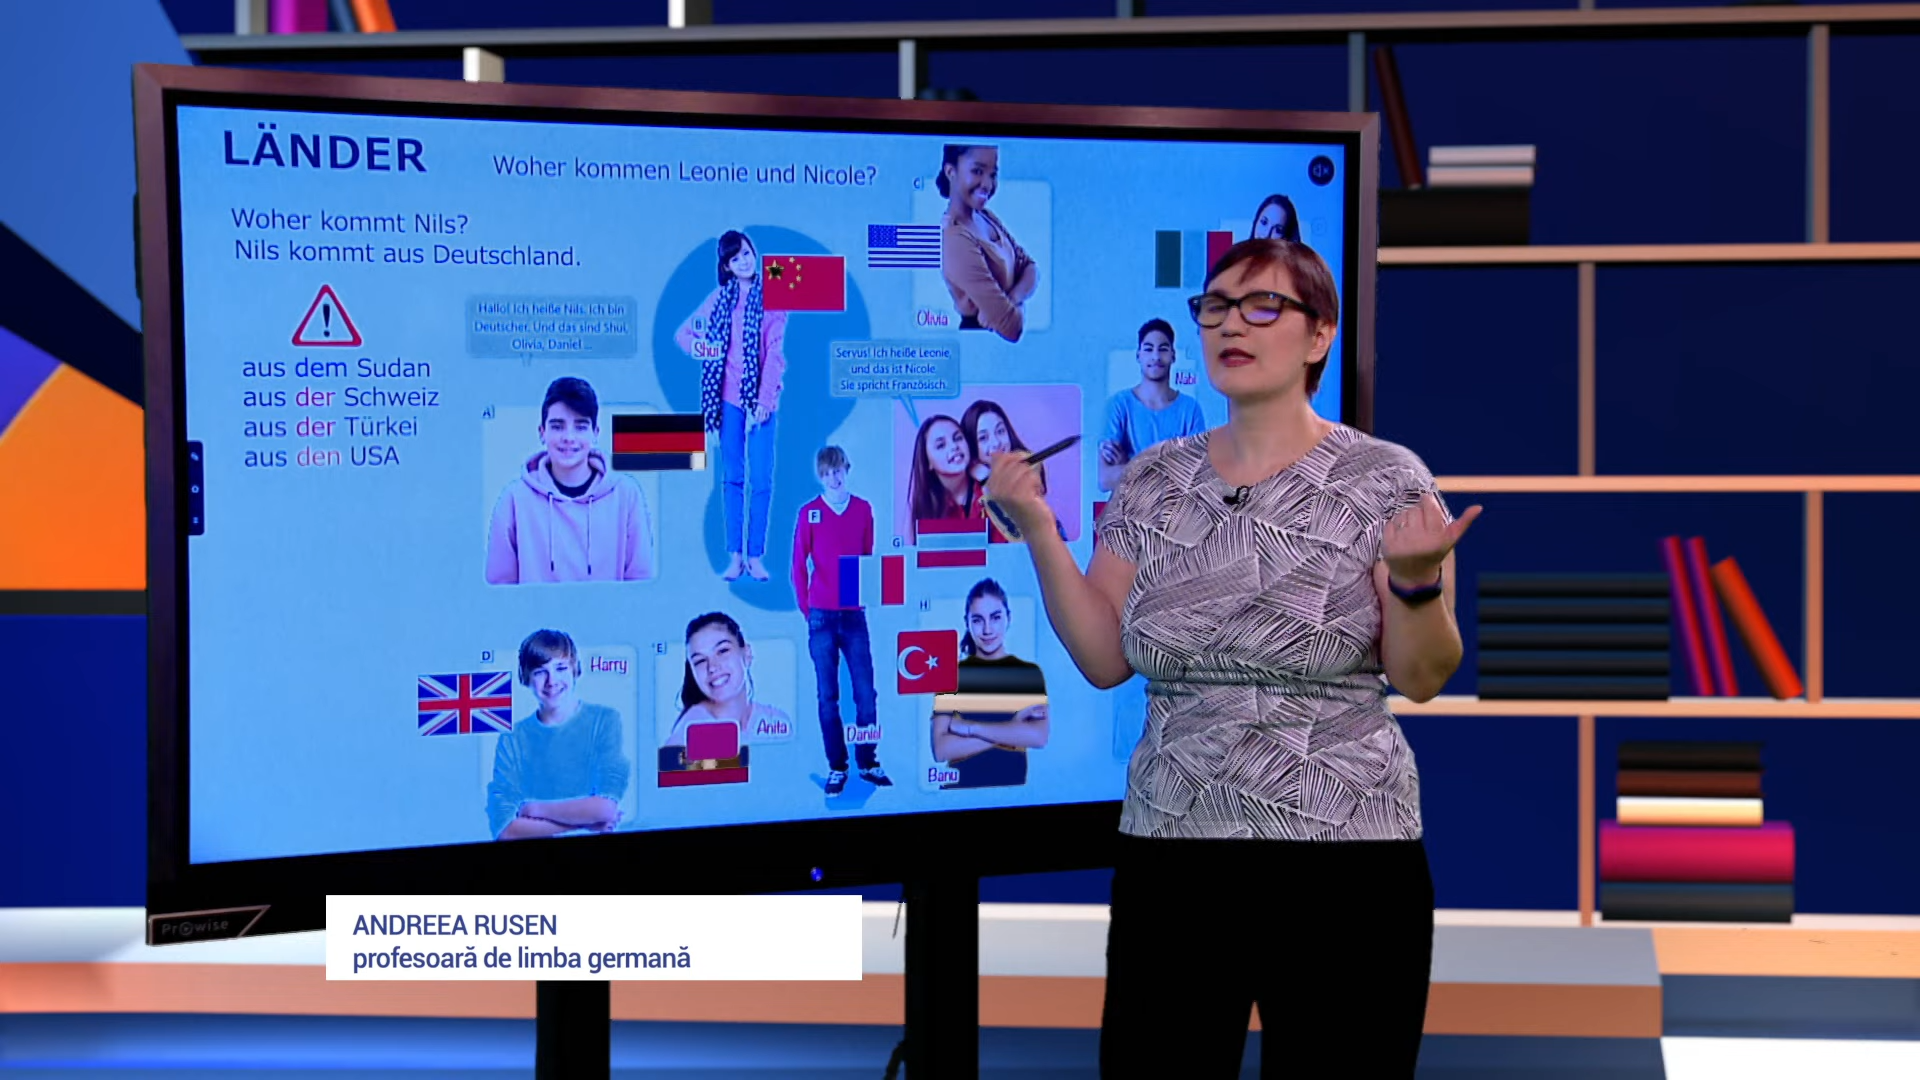 LÄNDER
Woher kommen Leonie und Nicole?
Woher kommt Nils?
Nils kommt aus Deutschland.
aus dem Sudan
aus der Schweiz
aus der Türkei
aus den USA
Hallo! Ich heiße Nils. Ich bin
Deutscher. Und das sind Shui,
Olivia, Daniel ...
Servus! Ich heiße Leonie,
und das ist Nicole.
Sie spricht Französisch.
A
B
Shui
C
Olivia
Nabi
F
G
D
Harry
E
Anita
Daniel
H
Banu
Prowise
ANDREEA RUSEN
profesoară de limba germană